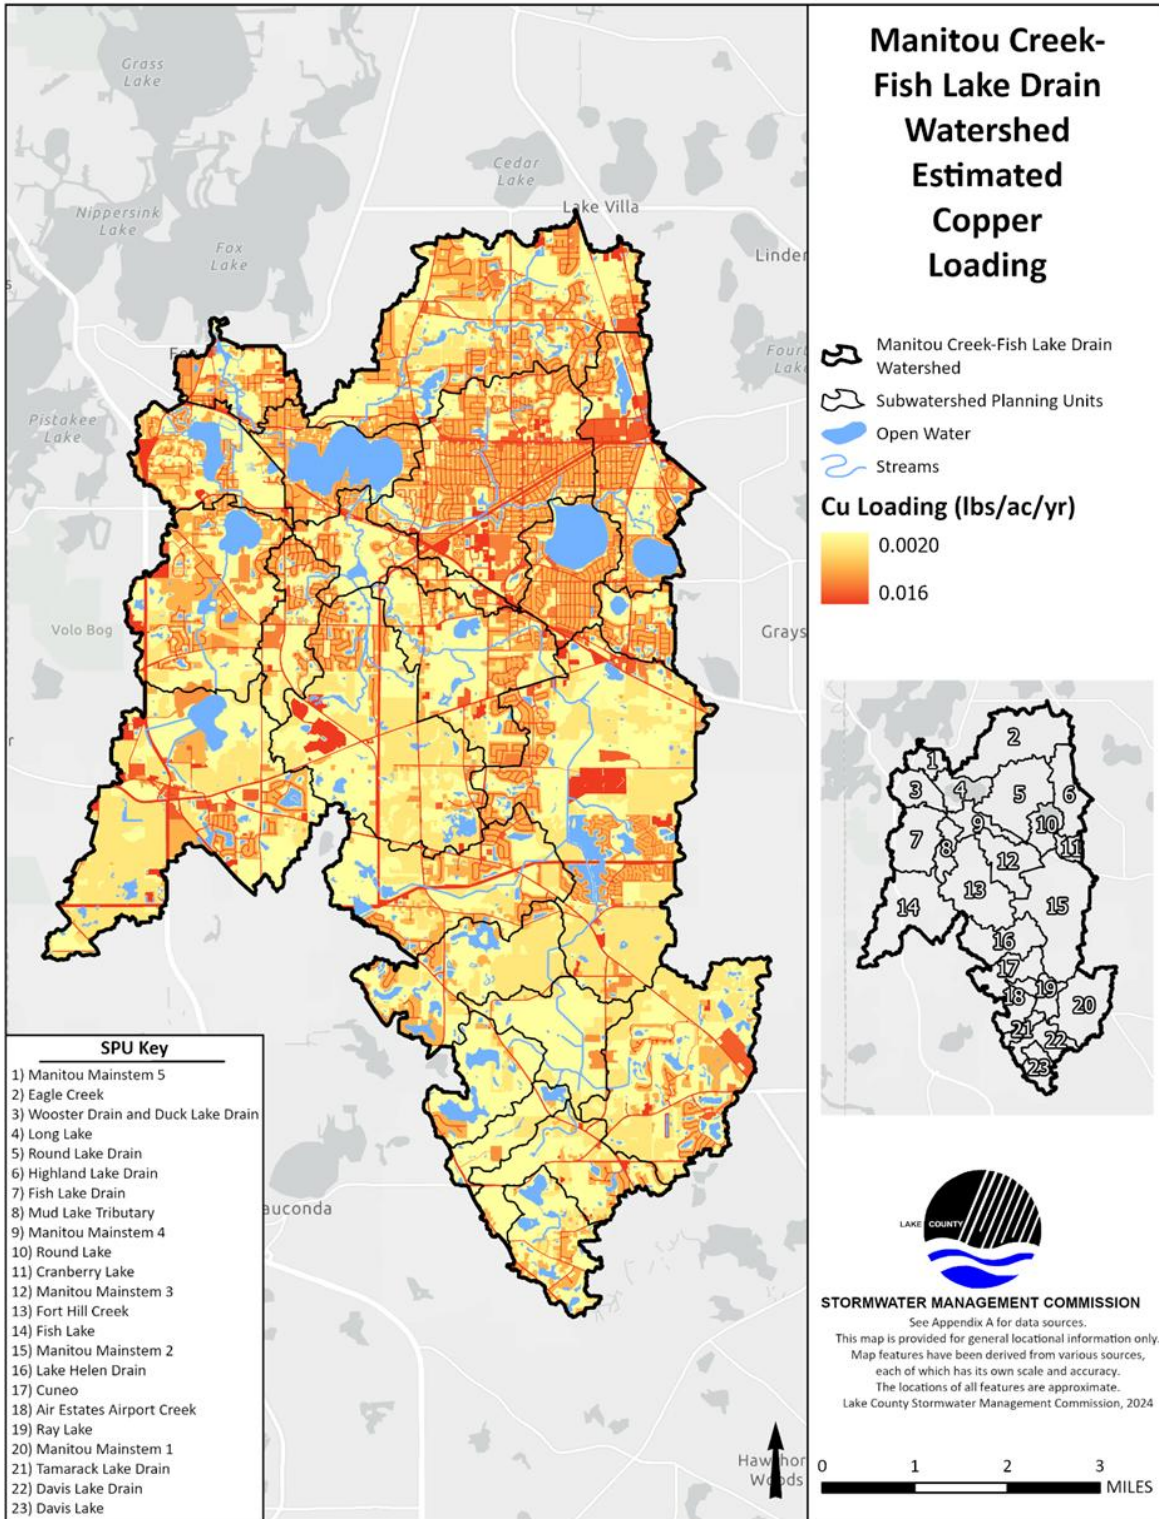 Manitou Creek-
Fish Lake Drain
Watershed
Estimated
Copper
Loading
Manitou Creek-Fish Lake Drain
Watershed
Subwatershed Planning Units
Open Water
Streams
Cu Loading (lbs/ac/yr)
0.0020
0.016
Grass
Lake
Cedar
Lake
Nippersink
Lake
Lake Villa
Fox
Lake
Linden
Pistakee
Lake
Volo Bog
Grays
auconda
Hawthor
Woods
1
2
3
4
5
6
7
8
9
10
11
12
13
14
15
16
17
18
19
20
21
22
23
SPU Key
1) Manitou Mainstem 5
2) Eagle Creek
3) Wooster Drain and Duck Lake Drain
4) Long Lake
5) Round Lake Drain
6) Highland Lake Drain
7) Fish Lake Drain
8) Mud Lake Tributary
9) Manitou Mainstem 4
10) Round Lake
11) Cranberry Lake
12) Manitou Mainstem 3
13) Fort Hill Creek
14) Fish Lake
15) Manitou Mainstem 2
16) Lake Helen Drain
17) Cuneo
18) Air Estates Airport Creek
19) Ray Lake
20) Manitou Mainstem 1
21) Tamarack Lake Drain
22) Davis Lake Drain
23) Davis Lake
LAKE COUNTY
STORMWATER MANAGEMENT COMMISSION
See Appendix A for data sources.
This map is provided for general locational information only.
Map features have been derived from various sources,
each of which has its own scale and accuracy.
The locations of all features are approximate.
Lake County Stormwater Management Commission, 2024
0 1 2 3
MILES